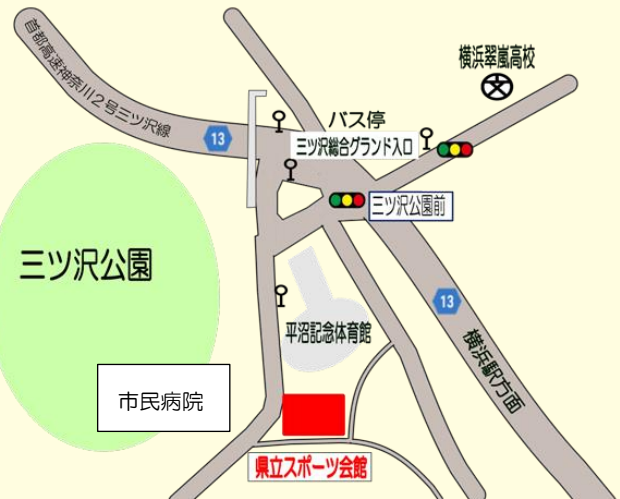 首都高速神奈川2号三ツ沢線
横浜翠嵐高校
バス停
三ツ沢総合グランド入口
13
三ツ沢公園前
三ツ沢公園
13
平沼記念体育館
横浜駅方面
市民病院
県立スポーツ会館